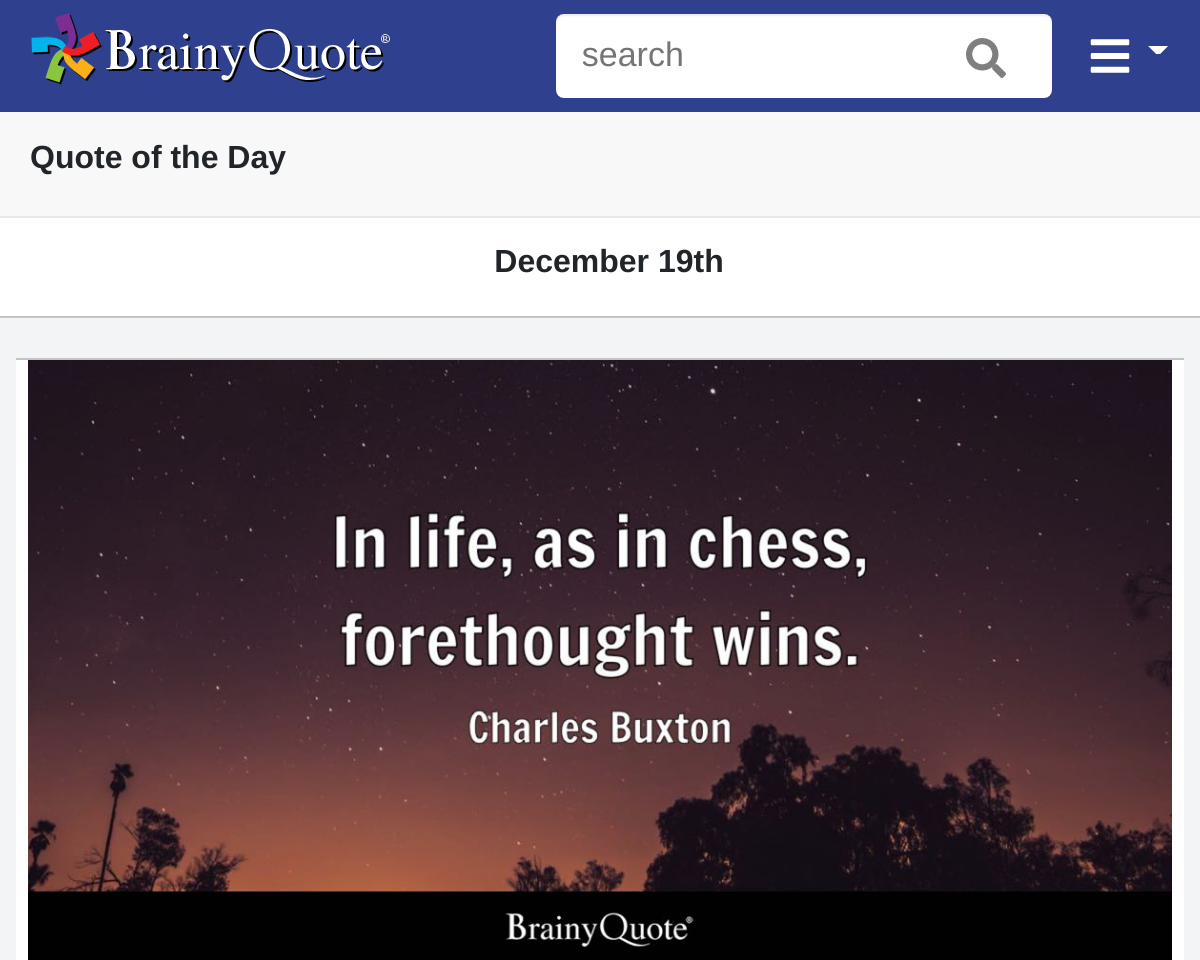 BrainyQuote®
search
Quote of the Day
December 19th
In life, as in chess,
forethought wins.
Charles Buxton
BrainyQuote®